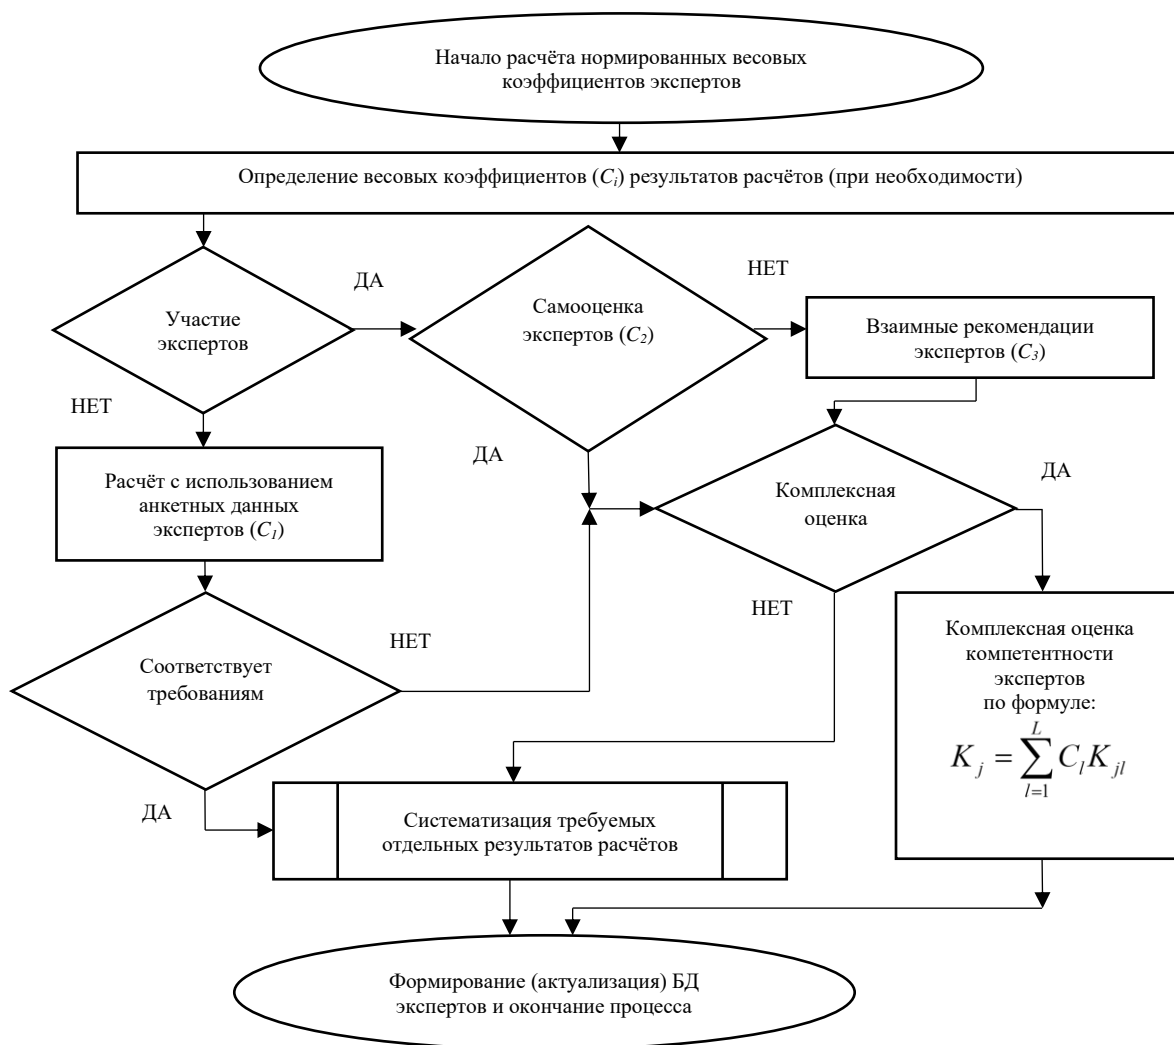 Начало расчёта нормированных весовых
коэффициентов экспертов
Определение весовых коэффициентов (Ci) результатов расчётов (при необходимости)
ДА
НЕТ
Участие
экспертов
Самооценка
экспертов (C2)
Взаимные рекомендации
экспертов (C3)
НЕТ
ДА
Расчёт с использованием
анкетных данных
экспертов (C1)
Комплексная
оценка
ДА
НЕТ
НЕТ
Соответствует
требованиям
Комплексная оценка
компетентности
экспертов
по формуле:
K_j = \sum_{l=1}^{L} C_l K_{jl}
ДА
Систематизация требуемых
отдельных результатов расчётов
Формирование (актуализация) БД
экспертов и окончание процесса